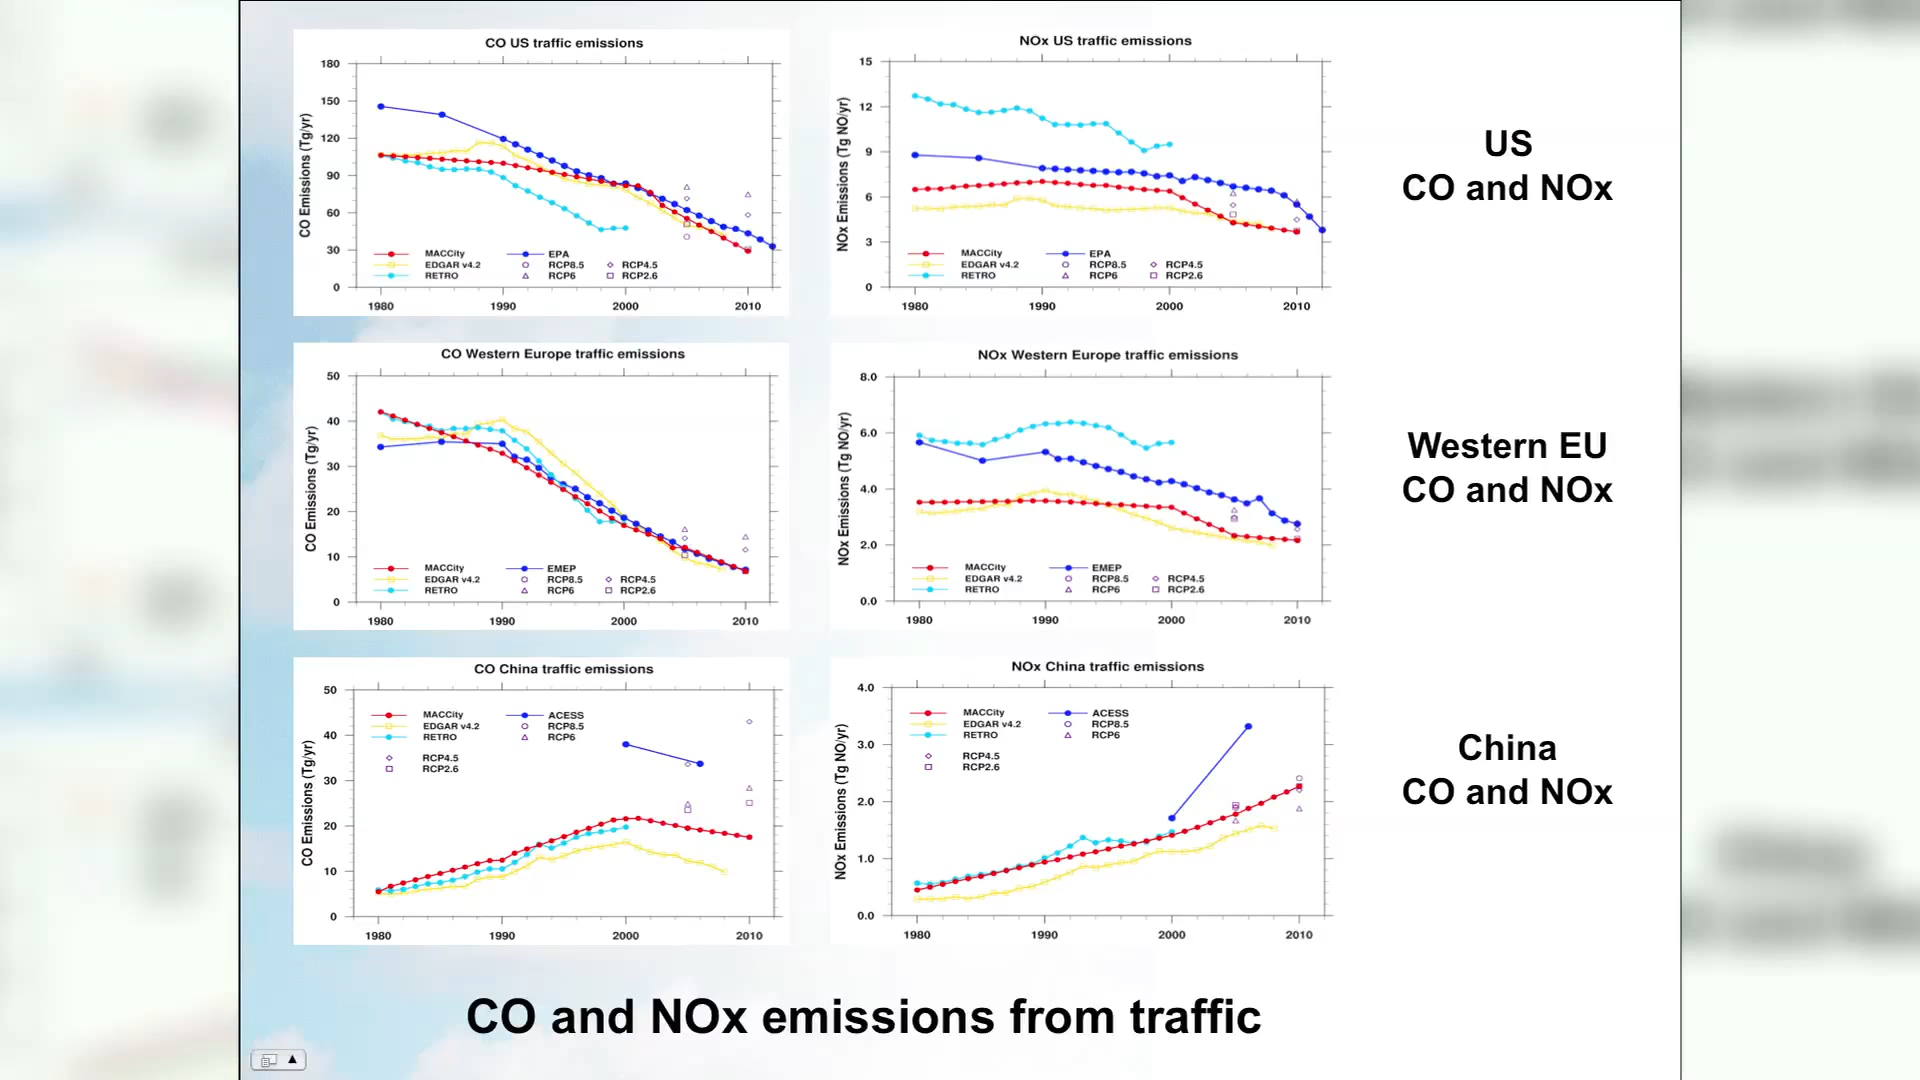 CO US traffic emissions
180
150
120
90
60
30
0
CO Emissions (Tg/yr)
MACCity
EDGAR v4.2
RETRO
EPA
RCP8.5
RCP6
RCP4.5
RCP2.6
1980 1990 2000 2010
NOx US traffic emissions
15
12
9
6
3
0
NOx Emissions (Tg NO/yr)
MACCity
EDGAR v4.2
RETRO
EPA
RCP8.5
RCP6
RCP4.5
RCP2.6
1980 1990 2000 2010
US
CO and NOx
CO Western Europe traffic emissions
50
40
30
20
10
0
CO Emissions (Tg/yr)
MACCity
EDGAR v4.2
RETRO
EMEP
RCP8.5
RCP6
RCP4.5
RCP2.6
1980 1990 2000 2010
NOx Western Europe traffic emissions
8.0
6.0
4.0
2.0
0.0
NOx Emissions (Tg NO/yr)
MACCity
EDGAR v4.2
RETRO
EMEP
RCP8.5
RCP6
RCP4.5
RCP2.6
1980 1990 2000 2010
Western EU
CO and NOx
CO China traffic emissions
50
40
30
20
10
0
CO Emissions (Tg/yr)
MACCity
EDGAR v4.2
RETRO
RCP4.5
RCP2.6
ACESS
RCP8.5
RCP6
1980 1990 2000 2010
NOx China traffic emissions
4.0
3.0
2.0
1.0
0.0
NOx Emissions (Tg NO/yr)
MACCity
EDGAR v4.2
RETRO
RCP4.5
RCP2.6
ACESS
RCP8.5
RCP6
1980 1990 2000 2010
China
CO and NOx
CO and NOx emissions from traffic